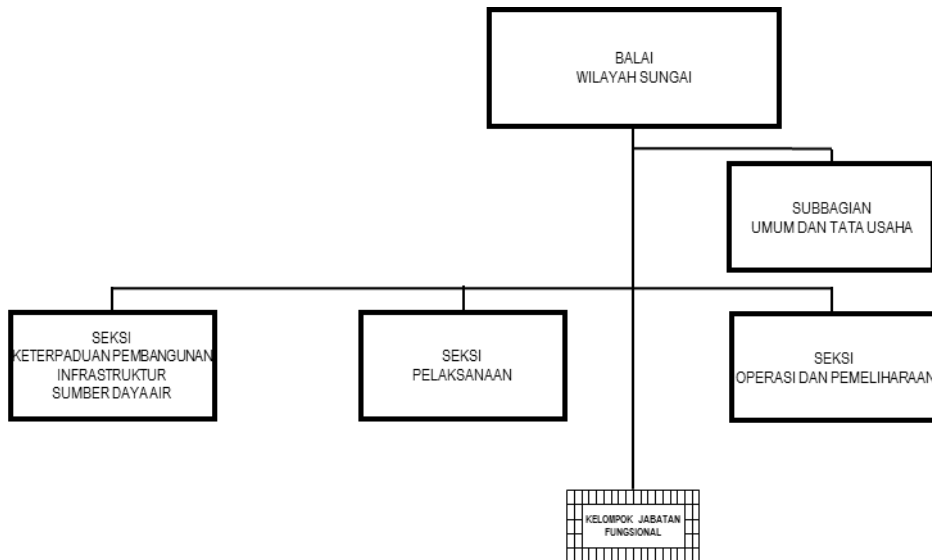 BALAI
WILAYAH SUNGAI
SUBBAGIAN
UMUM DAN TATA USAHA
SEKSI
KETERPADUAN PEMBANGUNAN
INFRASTRUKTUR
SUMBER DAYA AIR
SEKSI
PELAKSANAAN
SEKSI
OPERASI DAN PEMELIHARAAN
KELOMPOK JABATAN
FUNGSIONAL